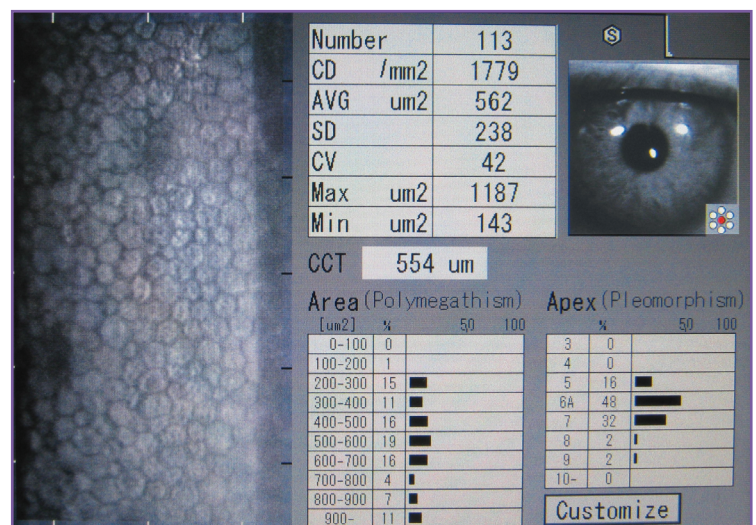 S
Number 113
CD /mm2 1779
AVG um2 562
SD 238
CV 42
Max um2 1187
Min um2 143
CCT 554 um
Area (Polymegathism)
[um2] % 50 100
0-100 0
100-200 1
200-300 15
300-400 11
400-500 16
500-600 19
600-700 16
700-800 4
800-900 7
900- 11
Apex (Pleomorphism)
% 50 100
3 0
4 0
5 16
6A 48
7 32
8 2
9 2
10- 0
Customize